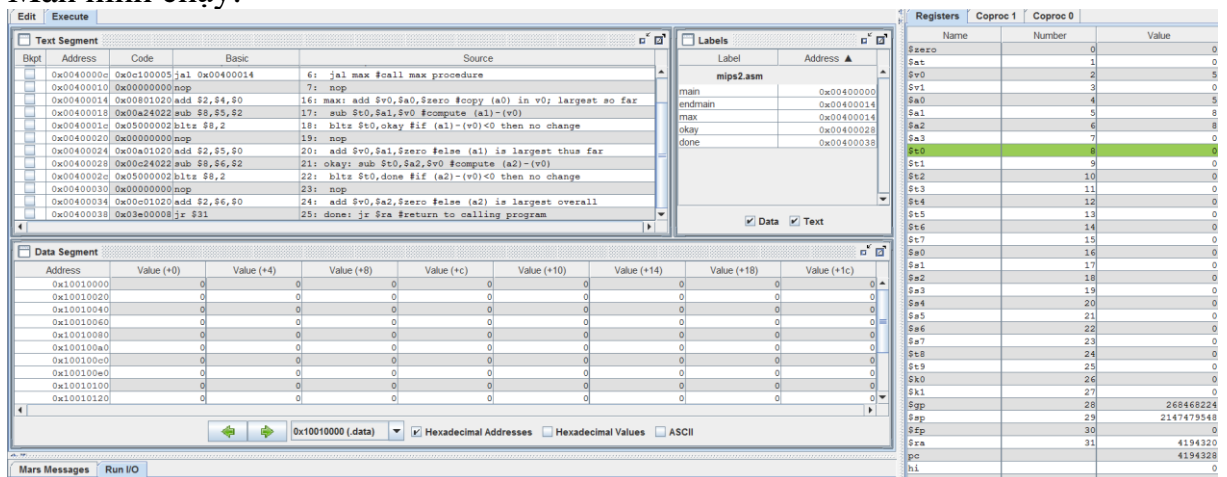 Màn hình chạy:
Edit Execute
Text Segment
Bkpt Address Code Basic Source
0x0040000c 0x0c100005 jal 0x00400014 6: jal max #call max procedure
0x00400010 0x00000000 nop 7: nop
0x00400014 0x00801020 add $2,$4,$0 16: max: add $v0,$a0,$zero #copy (a0) in v0; largest so far
0x00400018 0x00a24022 sub $8,$5,$2 17: sub $t0,$a1,$v0 #compute (a1)-(v0)
0x0040001c 0x05000002 bltz $8,2 18: bltz $t0,okay #if (a1)-(v0)<0 then no change
0x00400020 0x00000000 nop 19: nop
0x00400024 0x00a01020 add $2,$5,$0 20: add $v0,$a1,$zero #else (a1) is largest thus far
0x00400028 0x00c24022 sub $8,$6,$2 21: okay: sub $t0,$a2,$v0 #compute (a2)-(v0)
0x0040002c 0x05000002 bltz $8,2 22: bltz $t0,done #if (a2)-(v0)<0 then no change
0x00400030 0x00000000 nop 23: nop
0x00400034 0x00c01020 add $2,$6,$0 24: add $v0,$a2,$zero #else (a2) is largest overall
0x00400038 0x03e00008 jr $31 25: done: jr $ra #return to calling program
Labels
Label Address ▲
mips2.asm
main 0x00400000
endmain 0x00400014
max 0x00400014
okay 0x00400028
done 0x00400038
Data Text
Data Segment
Address Value (+0) Value (+4) Value (+8) Value (+c) Value (+10) Value (+14) Value (+18) Value (+1c)
0x10010000 0 0 0 0 0 0 0 0
0x10010020 0 0 0 0 0 0 0 0
0x10010040 0 0 0 0 0 0 0 0
0x10010060 0 0 0 0 0 0 0 0
0x10010080 0 0 0 0 0 0 0 0
0x100100a0 0 0 0 0 0 0 0 0
0x100100c0 0 0 0 0 0 0 0 0
0x100100e0 0 0 0 0 0 0 0 0
0x10010100 0 0 0 0 0 0 0 0
0x10010120 0 0 0 0 0 0 0 0
0x10010000 (.data) Hexadecimal Addresses Hexadecimal Values ASCII
Mars Messages Run I/O
Registers Coproc 1 Coproc 0
Name Number Value
$zero 0 0
$at 1 0
$v0 2 5
$v1 3 0
$a0 4 5
$a1 5 8
$a2 6 8
$a3 7 0
$t0 8 0
$t1 9 0
$t2 10 0
$t3 11 0
$t4 12 0
$t5 13 0
$t6 14 0
$t7 15 0
$s0 16 0
$s1 17 0
$s2 18 0
$s3 19 0
$s4 20 0
$s5 21 0
$s6 22 0
$s7 23 0
$t8 24 0
$t9 25 0
$k0 26 0
$k1 27 0
$gp 28 268468224
$sp 29 2147479548
$fp 30 0
$ra 31 4194320
pc 4194328
hi 0